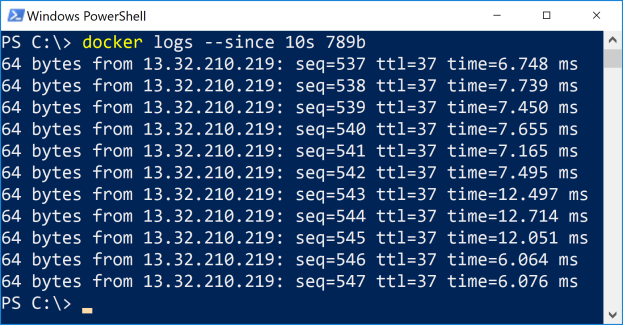 Windows PowerShell
PS C:\> docker logs --since 10s 789b
64 bytes from 13.32.210.219: seq=537 ttl=37 time=6.748 ms
64 bytes from 13.32.210.219: seq=538 ttl=37 time=7.739 ms
64 bytes from 13.32.210.219: seq=539 ttl=37 time=7.450 ms
64 bytes from 13.32.210.219: seq=540 ttl=37 time=7.655 ms
64 bytes from 13.32.210.219: seq=541 ttl=37 time=7.165 ms
64 bytes from 13.32.210.219: seq=542 ttl=37 time=7.495 ms
64 bytes from 13.32.210.219: seq=543 ttl=37 time=12.497 ms
64 bytes from 13.32.210.219: seq=544 ttl=37 time=12.714 ms
64 bytes from 13.32.210.219: seq=545 ttl=37 time=12.051 ms
64 bytes from 13.32.210.219: seq=546 ttl=37 time=6.064 ms
64 bytes from 13.32.210.219: seq=547 ttl=37 time=6.076 ms
PS C:\>